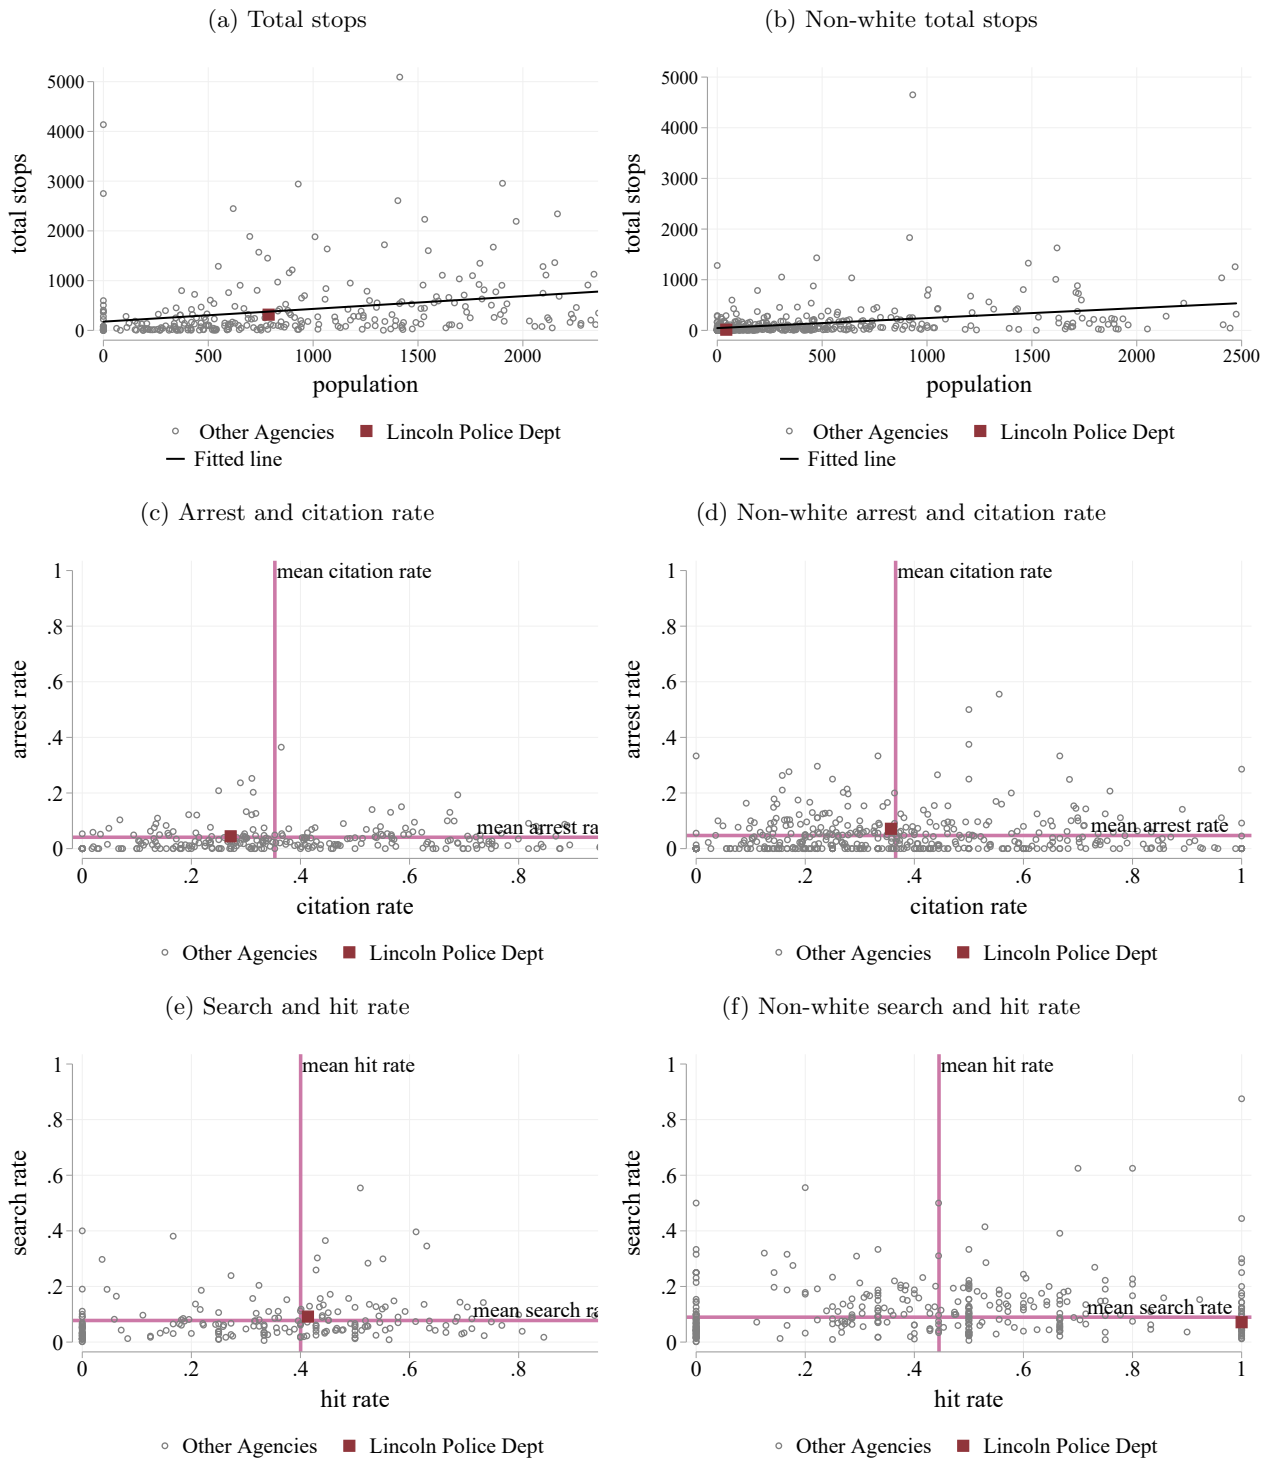 (a) Total stops
(b) Non-white total stops
total stops
5000
4000
3000
2000
1000
0
0 500 1000 1500 2000
population
Other Agencies Lincoln Police Dept
Fitted line
total stops
5000
4000
3000
2000
1000
0
0 500 1000 1500 2000 2500
population
Other Agencies Lincoln Police Dept
Fitted line
(c) Arrest and citation rate
(d) Non-white arrest and citation rate
arrest rate
1
.8
.6
.4
.2
0
mean citation rate
mean arrest ra
0 .2 .4 .6 .8
citation rate
Other Agencies Lincoln Police Dept
arrest rate
1
.8
.6
.4
.2
0
mean citation rate
mean arrest rate
0 .2 .4 .6 .8 1
citation rate
Other Agencies Lincoln Police Dept
(e) Search and hit rate
(f) Non-white search and hit rate
search rate
1
.8
.6
.4
.2
0
mean hit rate
mean search ra
0 .2 .4 .6 .8
hit rate
Other Agencies Lincoln Police Dept
search rate
1
.8
.6
.4
.2
0
mean hit rate
mean search rate
0 .2 .4 .6 .8 1
hit rate
Other Agencies Lincoln Police Dept